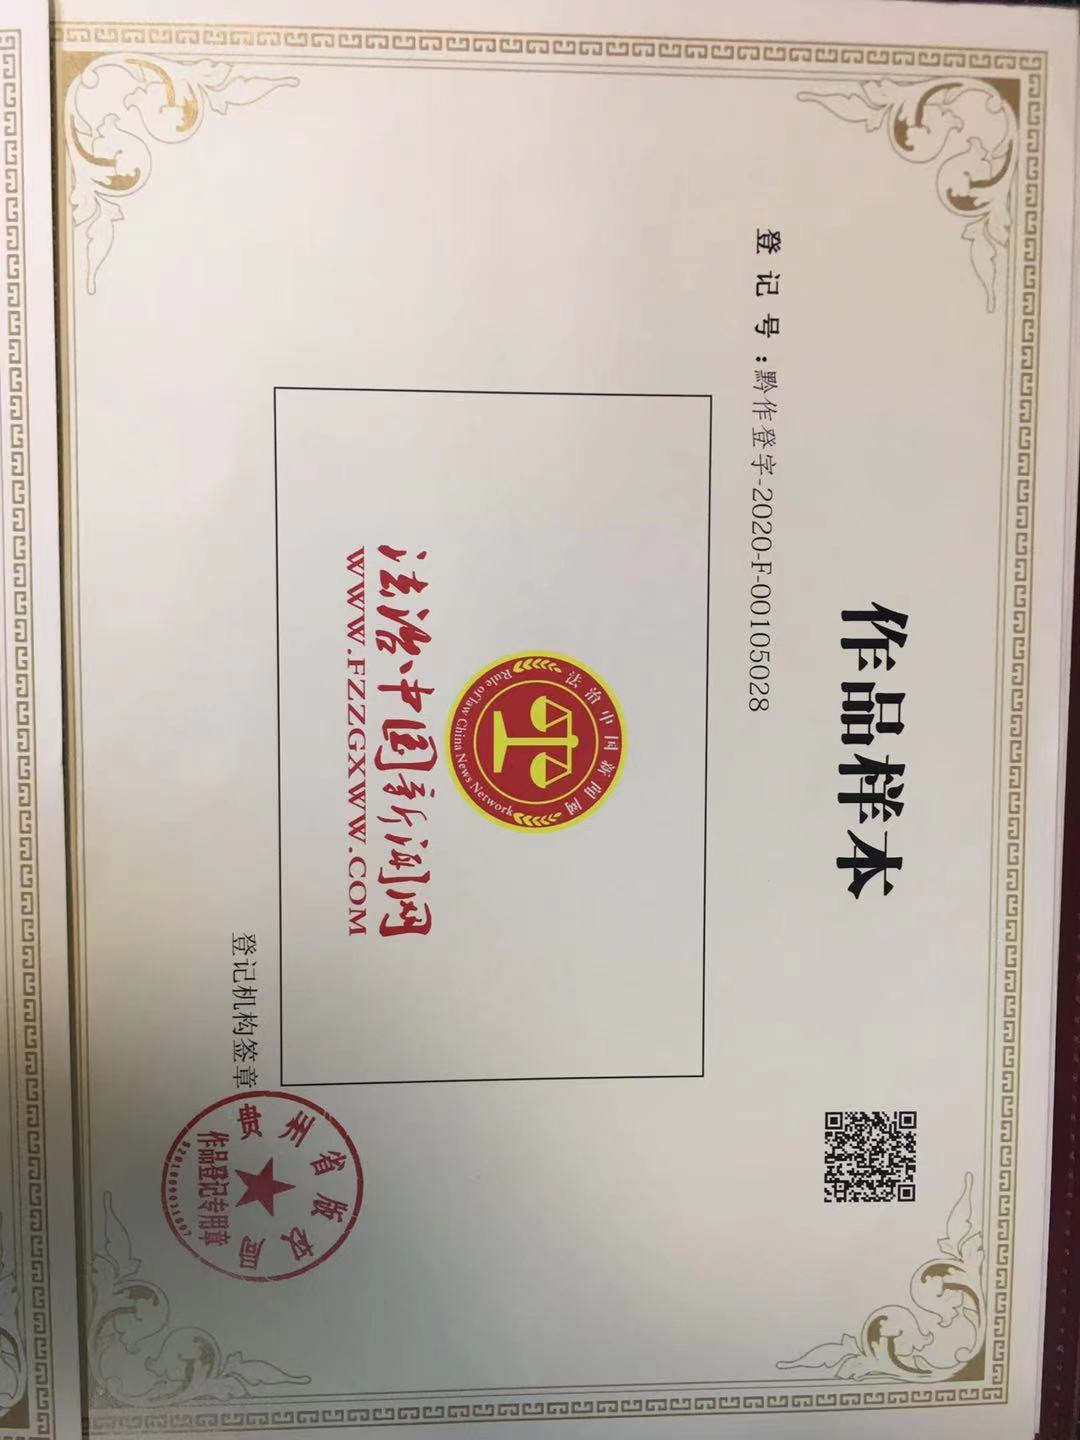 作品样本
登记号:黔作登字-2020-F-00105028
法治中国新闻网
Rule of law China News Network
法治中国新闻网
WWW.FZZGXWW.COM
登记机构签章
贵州省版权局
作品登记专用章